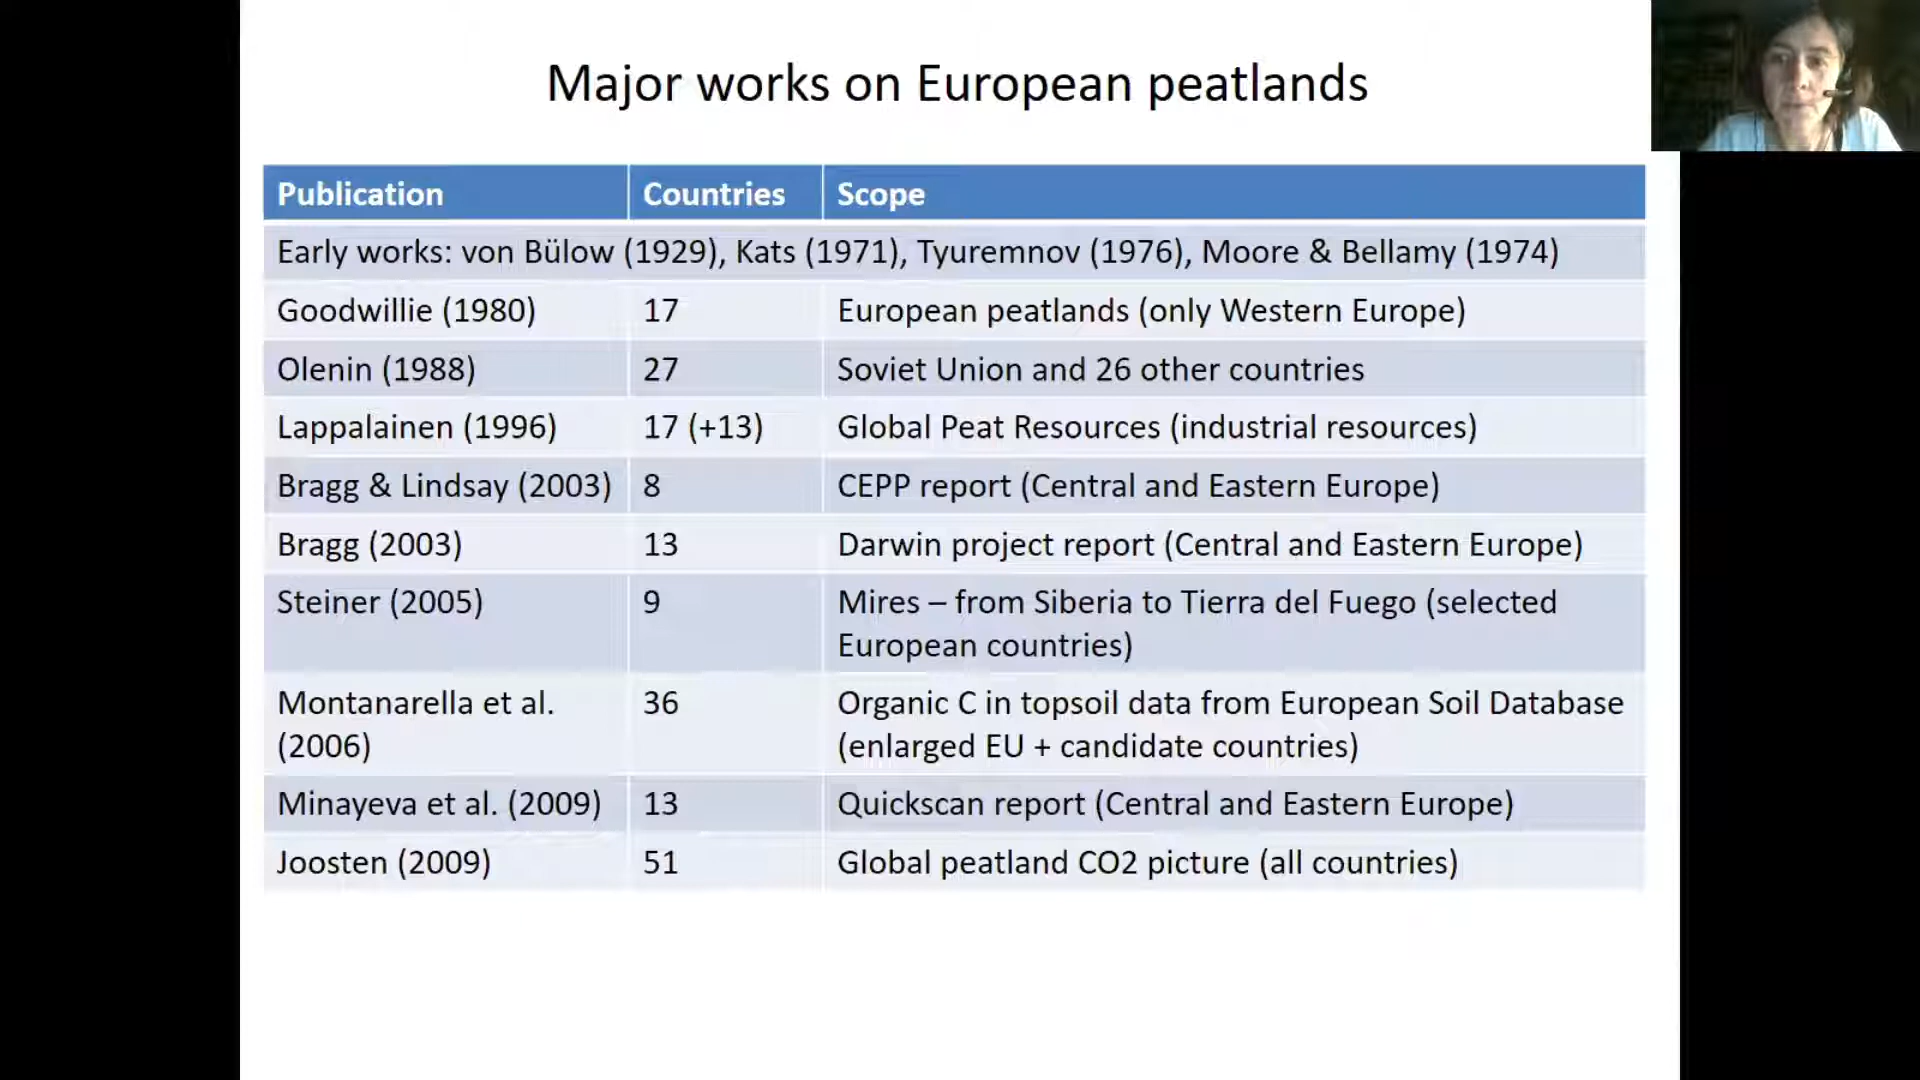 Major works on European peatlands
Publication Countries Scope
Early works: von Bülow (1929), Kats (1971), Tyuremnov (1976), Moore & Bellamy (1974)
Goodwillie (1980) 17 European peatlands (only Western Europe)
Olenin (1988) 27 Soviet Union and 26 other countries
Lappalainen (1996) 17 (+13) Global Peat Resources (industrial resources)
Bragg & Lindsay (2003) 8 CEPP report (Central and Eastern Europe)
Bragg (2003) 13 Darwin project report (Central and Eastern Europe)
Steiner (2005) 9 Mires – from Siberia to Tierra del Fuego (selected
European countries)
Montanarella et al. 36 Organic C in topsoil data from European Soil Database
(2006) (enlarged EU + candidate countries)
Minayeva et al. (2009) 13 Quickscan report (Central and Eastern Europe)
Joosten (2009) 51 Global peatland CO2 picture (all countries)